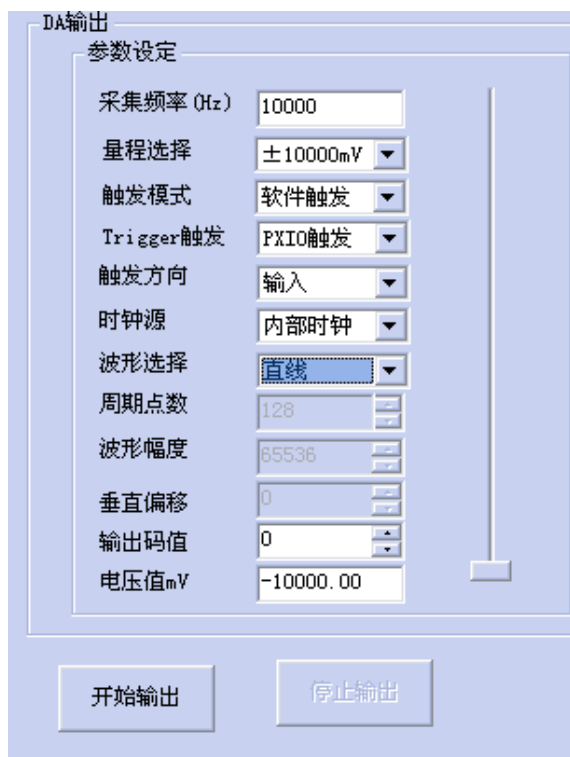 DA输出
参数设定
采集频率(Hz) 10000
量程选择 ±10000mV
触发模式 软件触发
Trigger触发 PXI0触发
触发方向 输入
时钟源 内部时钟
波形选择 直线
周期点数 128
波形幅度 65536
垂直偏移 0
输出码值 0
电压值mV -10000.00
开始输出 停止输出